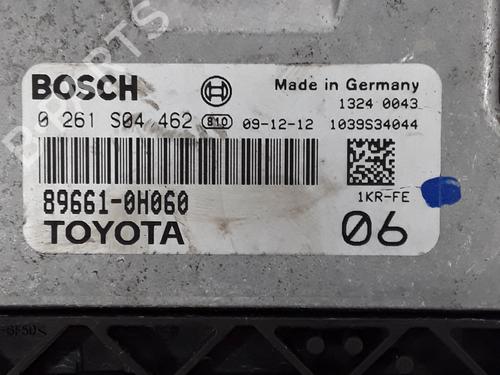 BOSCH Made in Germany
1324 0043
0 261 S04 462 810 09-12-12 1039S34044
89661-0H060 1KR-FE
TOYOTA 06